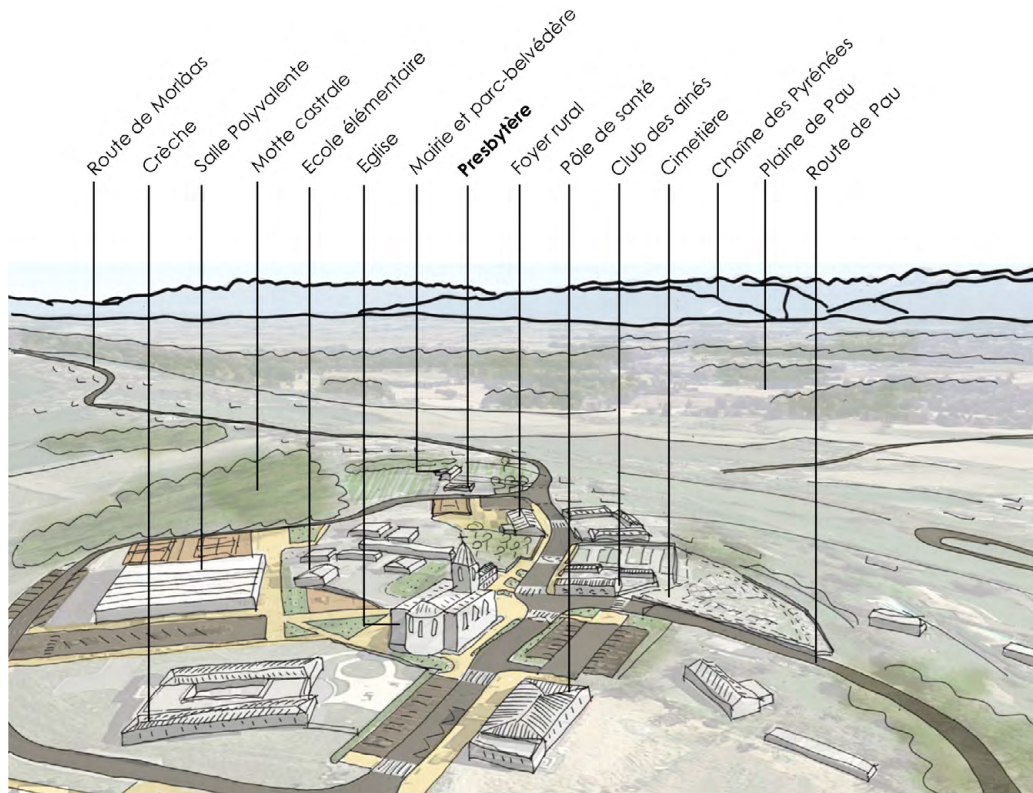 Route de Morlàas
Crèche
Salle Polyvalente
Motte castrale
Ecole élémentaire
Eglise
Mairie et parc-belvédère
Presbytère
Foyer rural
Pôle de santé
Club des ainés
Cimetière
Chaîne des Pyrénées
Plaine de Pau
Route de Pau